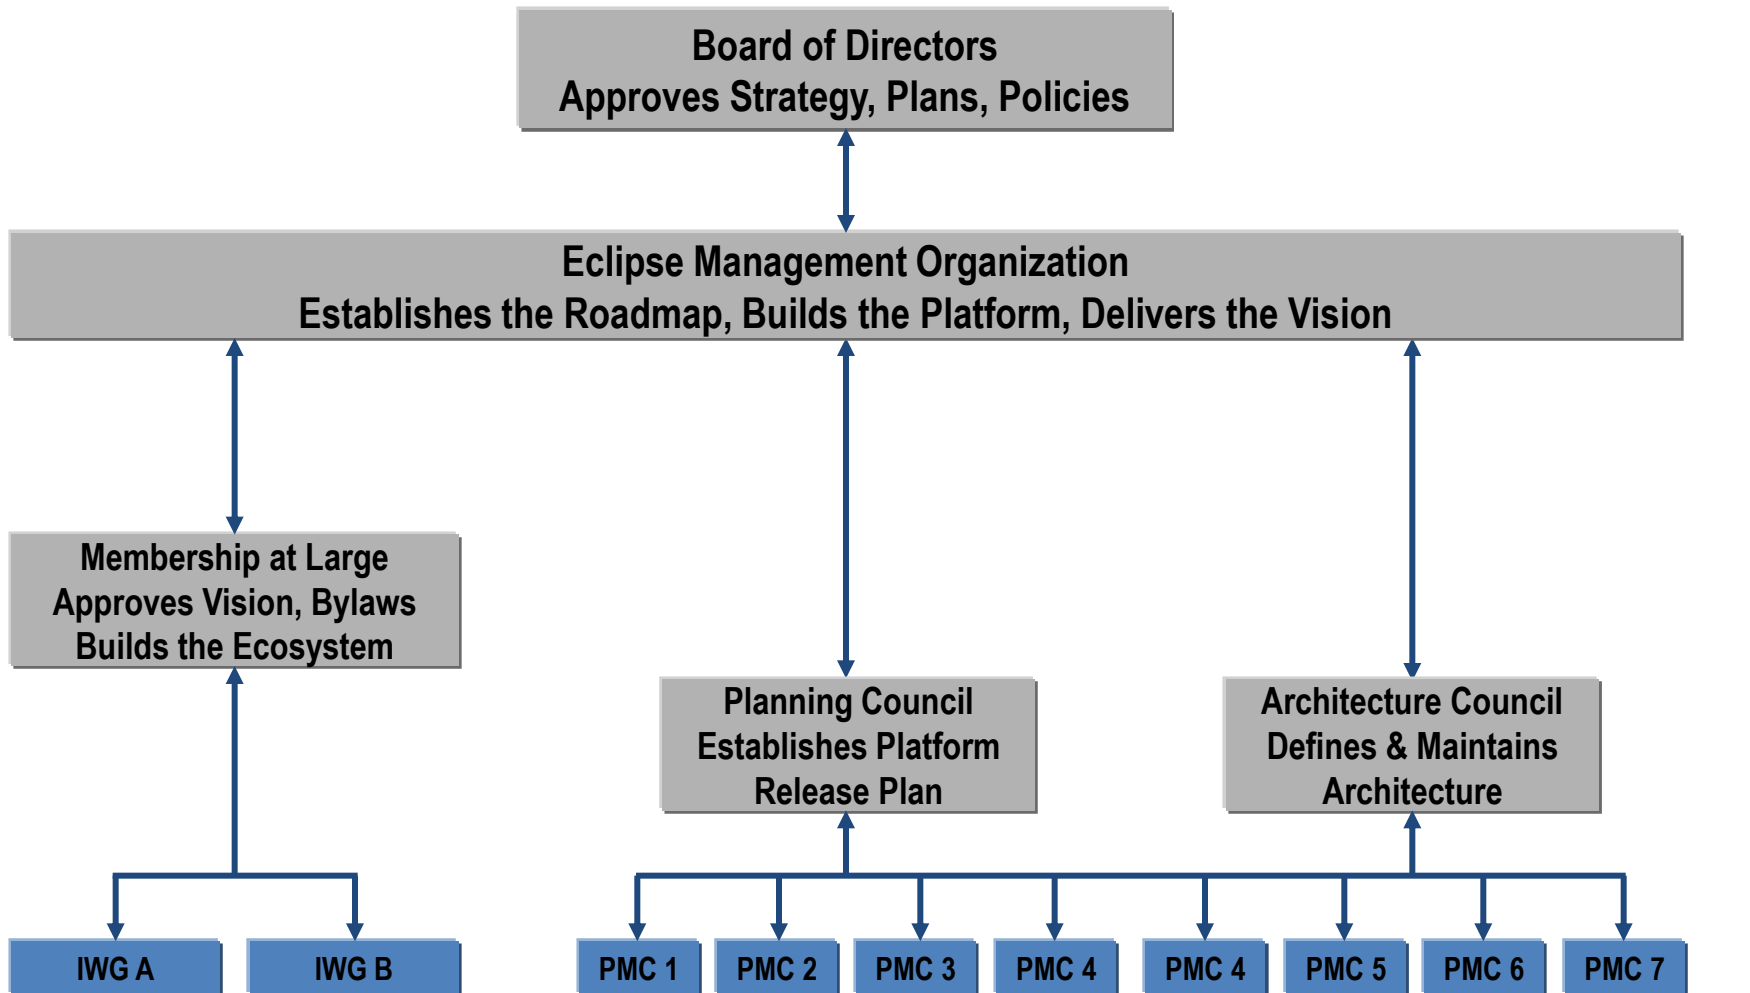 Board of Directors
Approves Strategy, Plans, Policies
Eclipse Management Organization
Establishes the Roadmap, Builds the Platform, Delivers the Vision
Membership at Large
Approves Vision, Bylaws
Builds the Ecosystem
Planning Council
Establishes Platform
Release Plan
Architecture Council
Defines & Maintains
Architecture
IWG A
IWG B
PMC 1
PMC 2
PMC 3
PMC 4
PMC 4
PMC 5
PMC 6
PMC 7